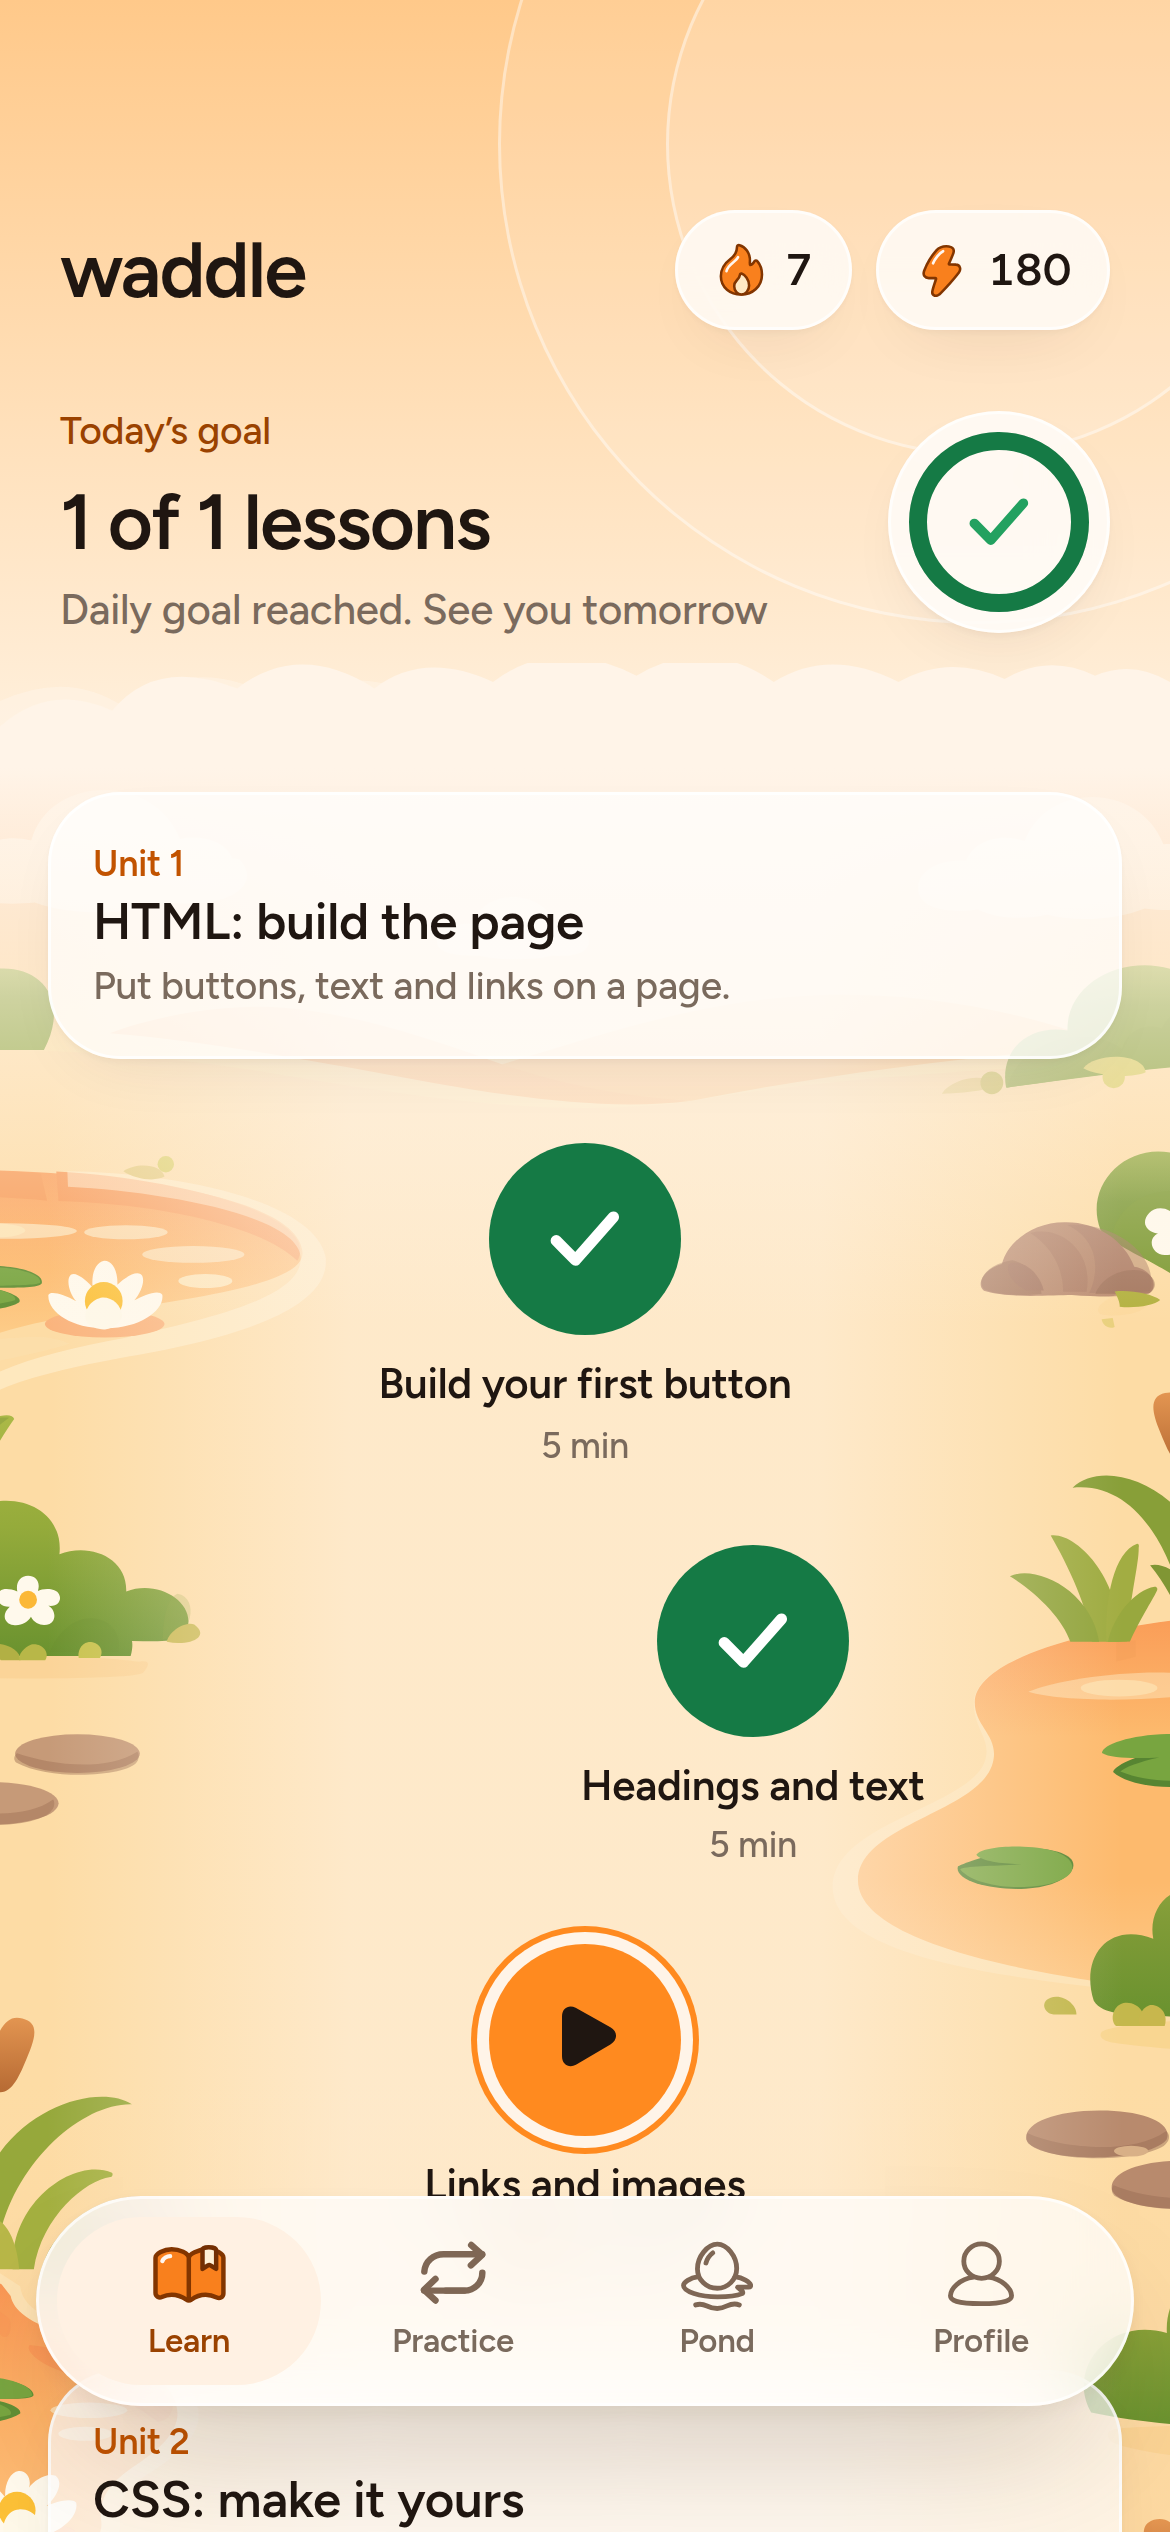 waddle
7
180
Today’s goal
1 of 1 lessons
Daily goal reached. See you tomorrow
Unit 1
HTML: build the page
Put buttons, text and links on a page.
Build your first button
5 min
Headings and text
5 min
Links and images
Learn
Practice
Pond
Profile
Unit 2
CSS: make it yours